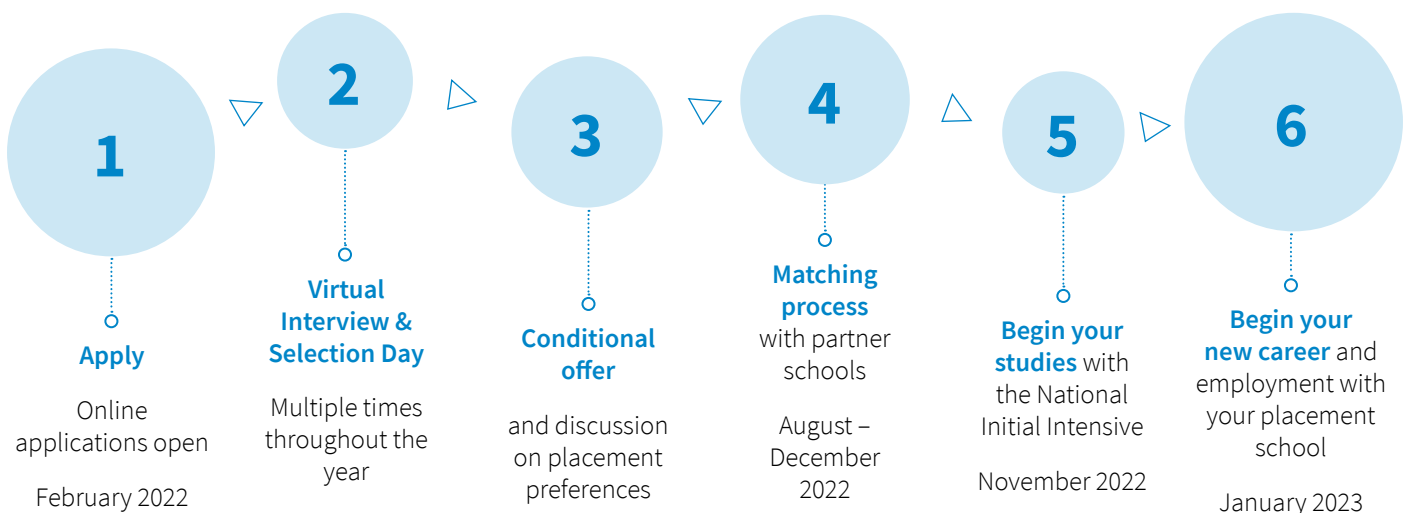 1
Apply
Online
applications open
February 2022
2
Virtual
Interview &
Selection Day
Multiple times
throughout the
year
3
Conditional
offer
and discussion
on placement
preferences
4
Matching
process
with partner
schools
August –
December
2022
5
Begin your
studies with
the National
Initial Intensive
November 2022
6
Begin your
new career and
employment with
your placement
school
January 2023